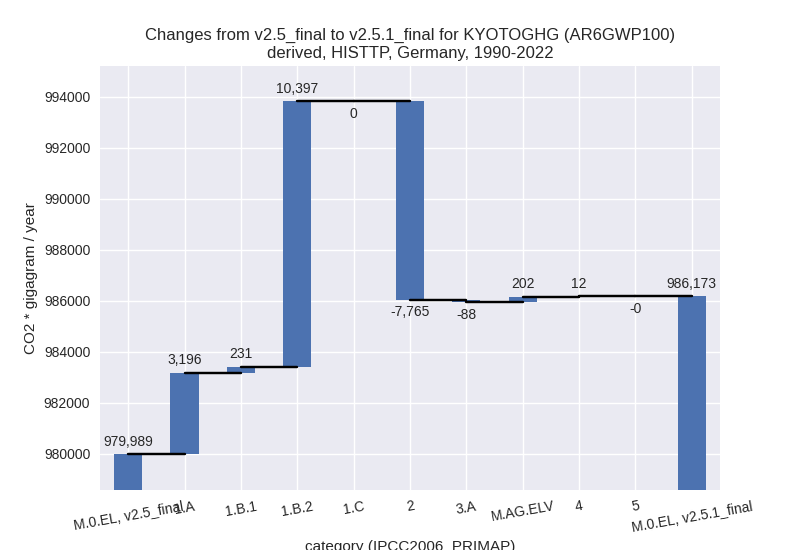 Changes from v2.5_final to v2.5.1_final for KYOTOGHG (AR6GWP100)
derived, HISTTP, Germany, 1990-2022
CO2 * gigagram / year
994000
992000
990000
988000
986000
984000
982000
980000
979,989
3,196
231
10,397
0
-7,765
-88
202
12
-0
986,173
M.0.EL, v2.5_final
1.A
1.B.1
1.B.2
1.C
2
3.A
M.AG.ELV
4
5
M.0.EL, v2.5.1_final
category (IPCC2006_PRIMAP)